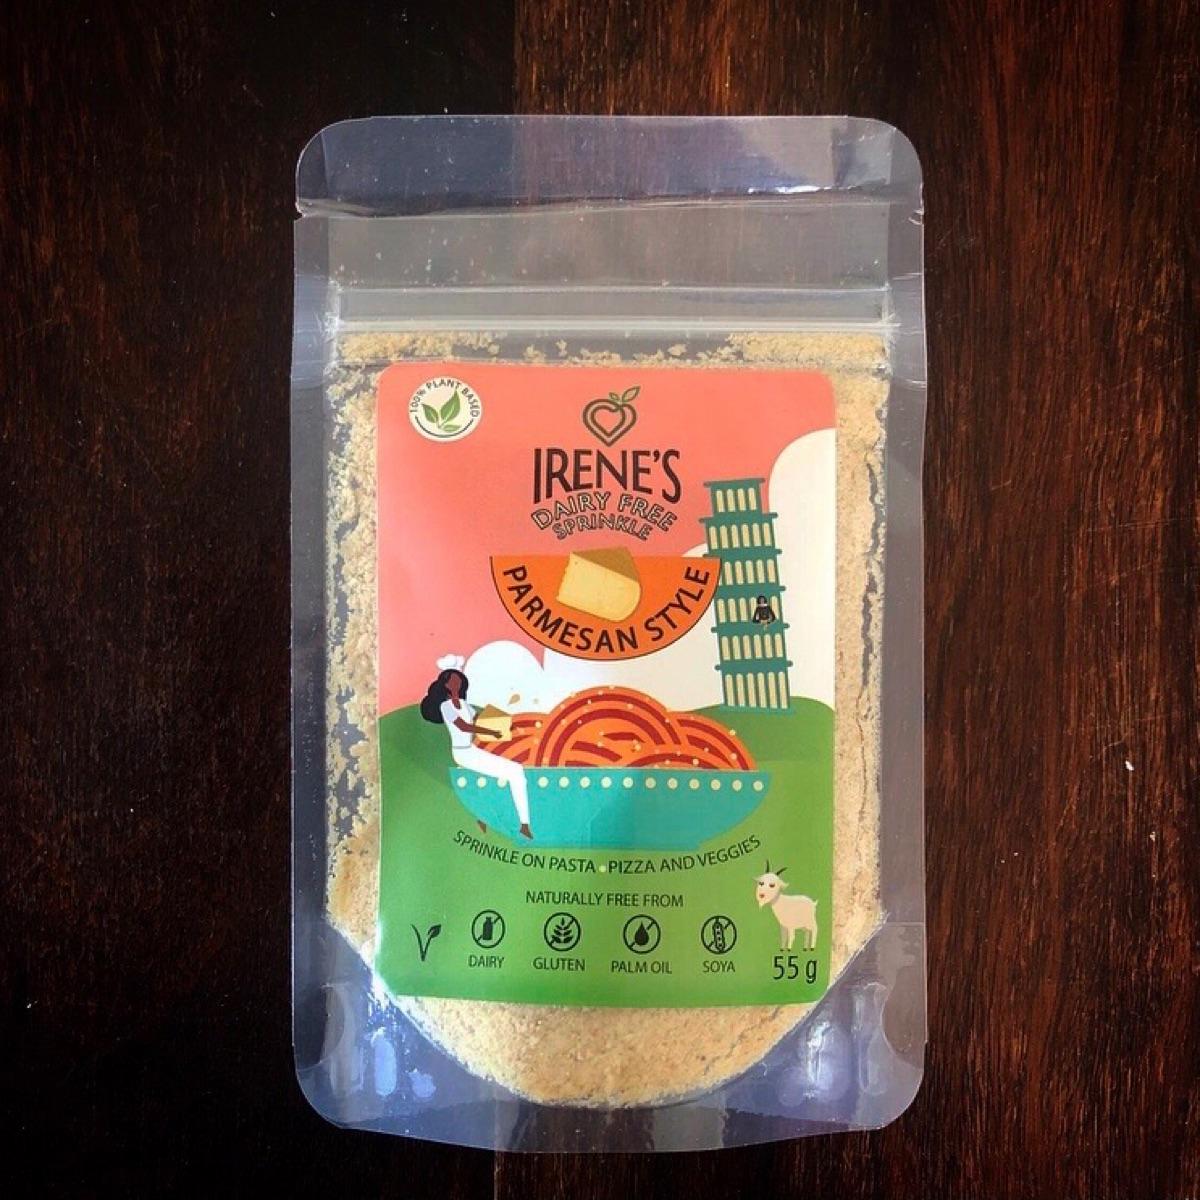 100% PLANT BASED
IRENE'S
DAIRY FREE
SPRINKLE
PARMESAN STYLE
SPRINKLE ON PASTA • PIZZA AND VEGGIES
NATURALLY FREE FROM
DAIRY
GLUTEN
PALM OIL
SOYA
55 g